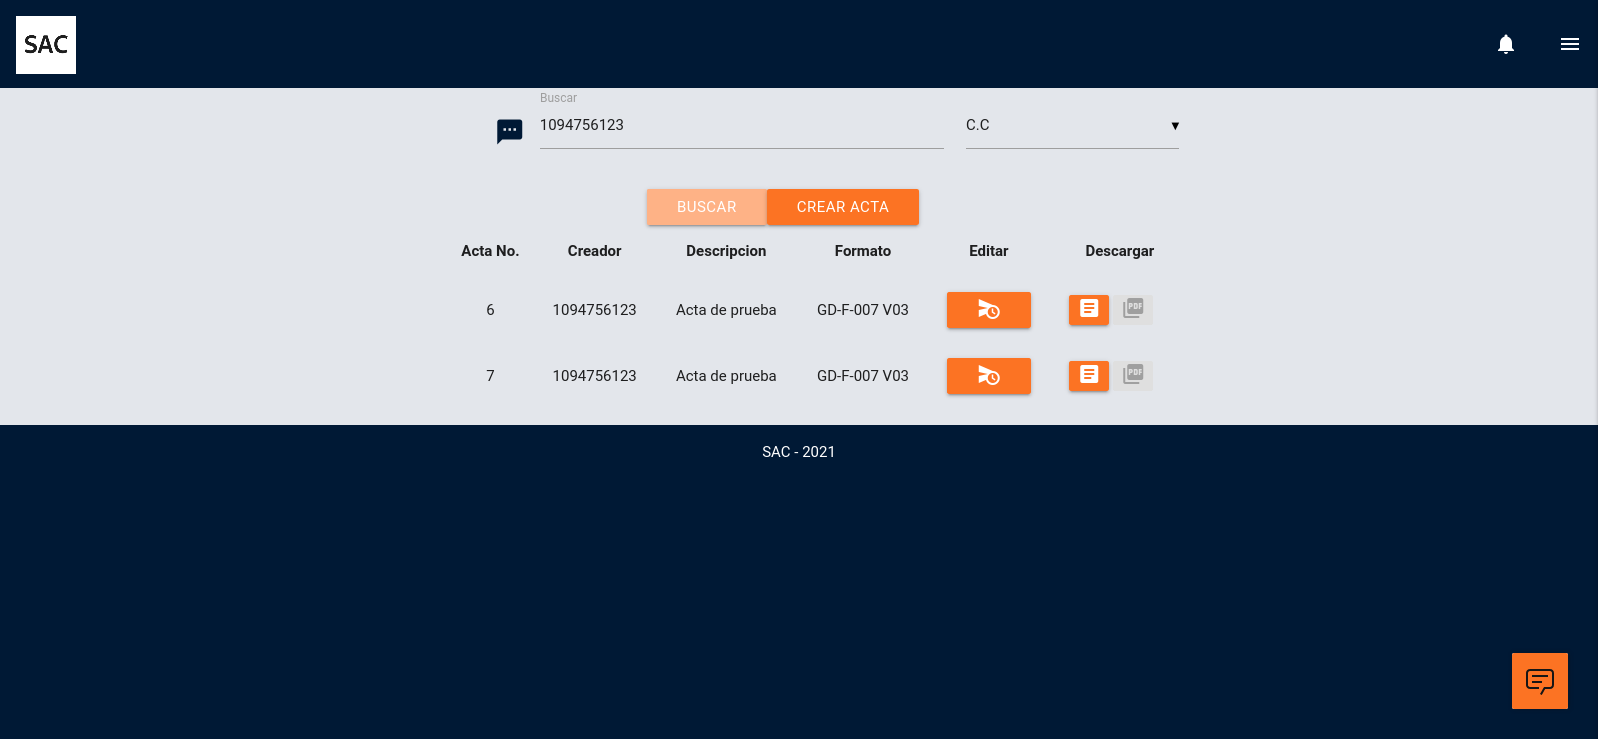 SAC
Buscar
1094756123 C.C
BUSCAR CREAR ACTA
Acta No. Creador Descripcion Formato Editar Descargar
6 1094756123 Acta de prueba GD-F-007 V03 PDF
7 1094756123 Acta de prueba GD-F-007 V03 PDF
SAC - 2021